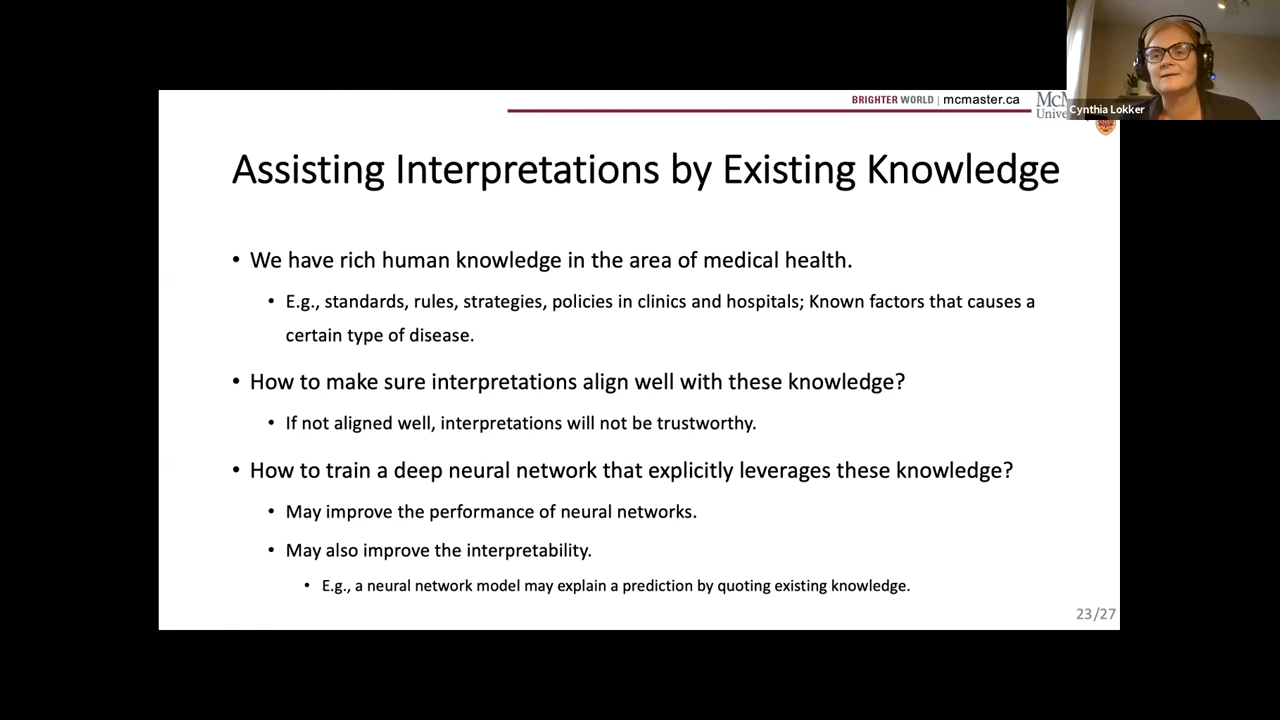 BRIGHTER WORLD | mcmaster.ca
Cynthia Lokker
Assisting Interpretations by Existing Knowledge
• We have rich human knowledge in the area of medical health.
• E.g., standards, rules, strategies, policies in clinics and hospitals; Known factors that causes a
certain type of disease.
• How to make sure interpretations align well with these knowledge?
• If not aligned well, interpretations will not be trustworthy.
• How to train a deep neural network that explicitly leverages these knowledge?
• May improve the performance of neural networks.
• May also improve the interpretability.
• E.g., a neural network model may explain a prediction by quoting existing knowledge.
23/27